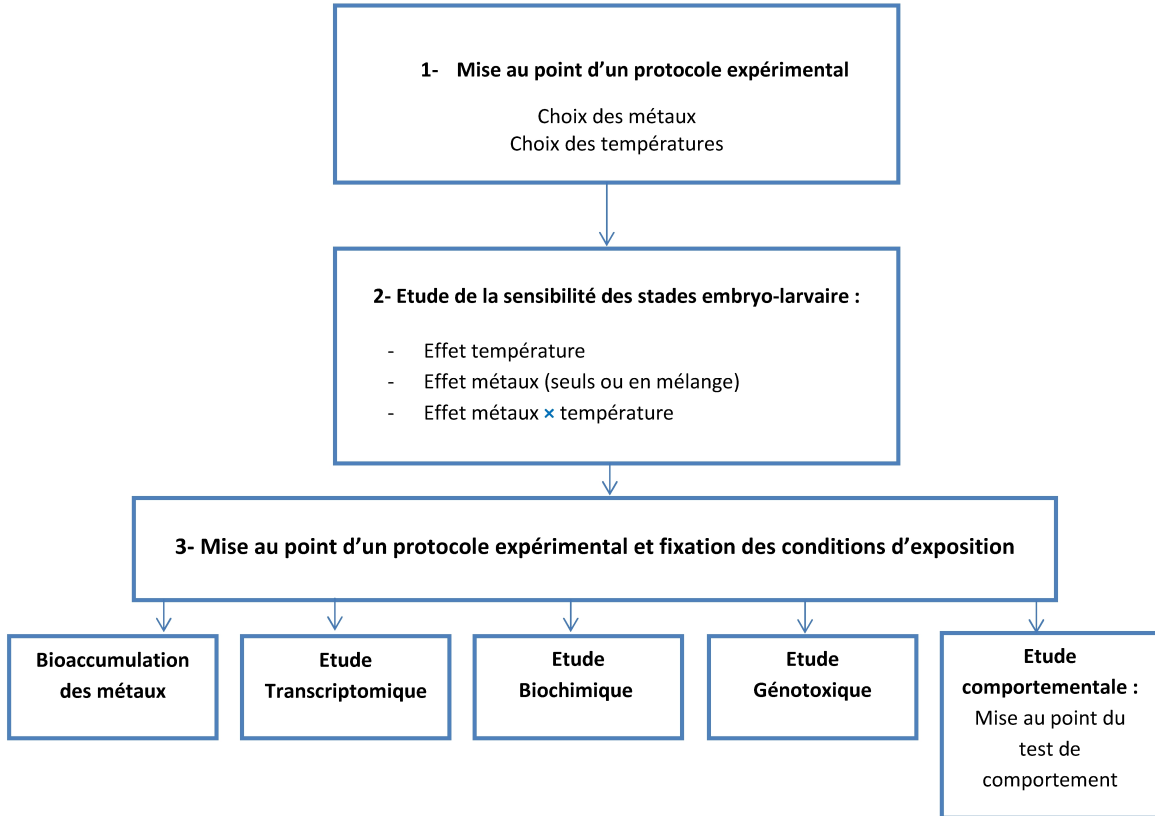 1- Mise au point d’un protocole expérimental
Choix des métaux
Choix des températures
2- Etude de la sensibilité des stades embryo-larvaire :
- Effet température
- Effet métaux (seuls ou en mélange)
- Effet métaux × température
3- Mise au point d’un protocole expérimental et fixation des conditions d’exposition
Bioaccumulation
des métaux
Etude
Transcriptomique
Etude
Biochimique
Etude
Génotoxique
Etude
comportementale :
Mise au point du
test de
comportement